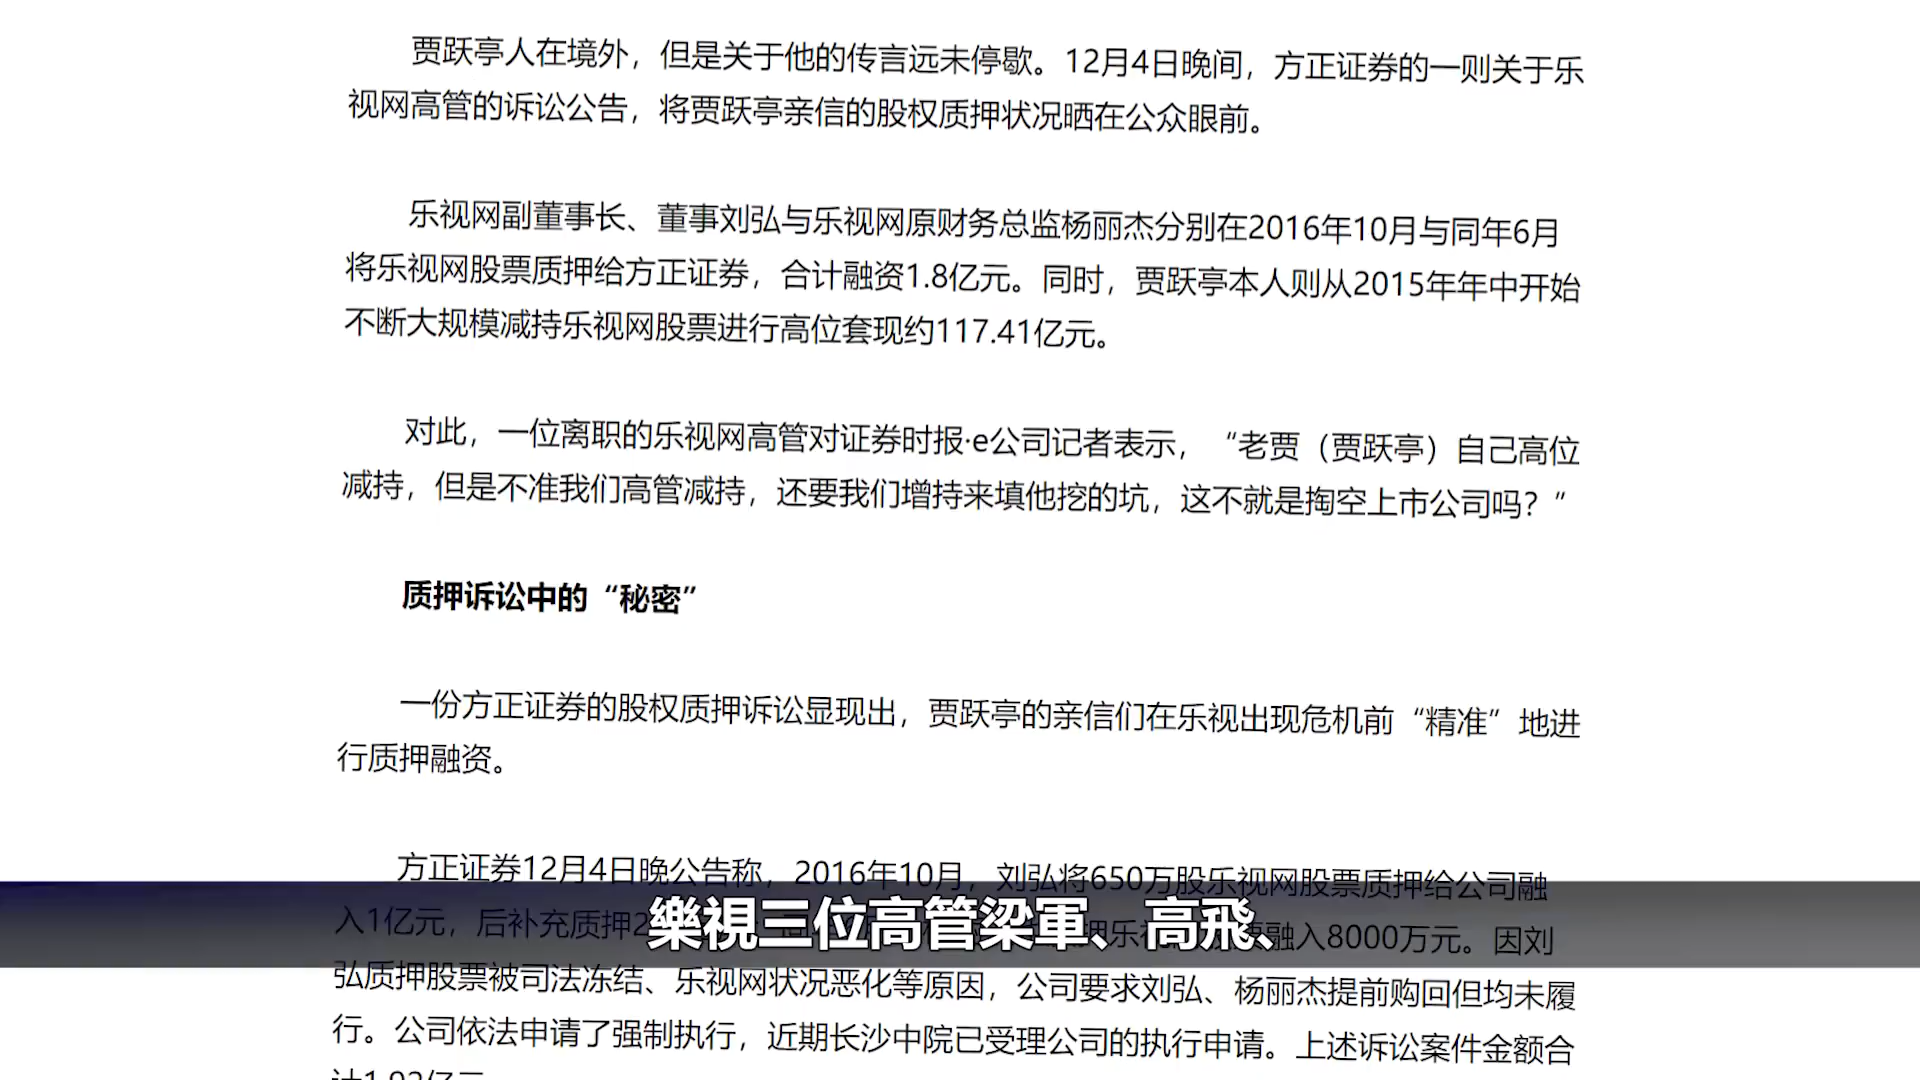 贾跃亭人在境外，但是关于他的传言远未停歇。12月4日晚间，方正证券的一则关于乐
视网高管的诉讼公告，将贾跃亭亲信的股权质押状况晒在公众眼前。
乐视网副董事长、董事刘弘与乐视网原财务总监杨丽杰分别在2016年10月与同年6月
将乐视网股票质押给方正证券，合计融资1.8亿元。同时，贾跃亭本人则从2015年年中开始
不断大规模减持乐视网股票进行高位套现约117.41亿元。
对此，一位离职的乐视网高管对证券时报·e公司记者表示，“老贾（贾跃亭）自己高位
减持，但是不准我们高管减持，还要我们增持来填他挖的坑，这不就是掏空上市公司吗？”
质押诉讼中的“秘密”
一份方正证券的股权质押诉讼显现出，贾跃亭的亲信们在乐视出现危机前“精准”地进
行质押融资。
方正证券12月4日晚公告称，2016年10月，刘弘将650万股乐视网股票质押给公司融
入1亿元，后补充质押2 融入8000万元。因刘
樂視三位高管梁軍、高飛、
弘质押股票被司法冻结、乐视网状况恶化等原因，公司要求刘弘、杨丽杰提前购回但均未履
行。公司依法申请了强制执行，近期长沙中院已受理公司的执行申请。上述诉讼案件金额合